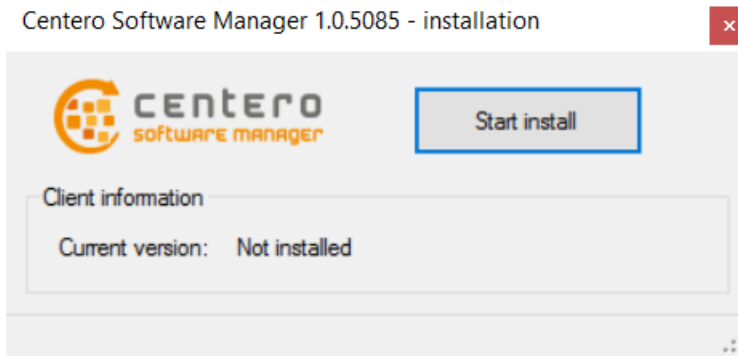 Centero Software Manager 1.0.5085 - installation
centero
software manager
Start install
Client information
Current version: Not installed